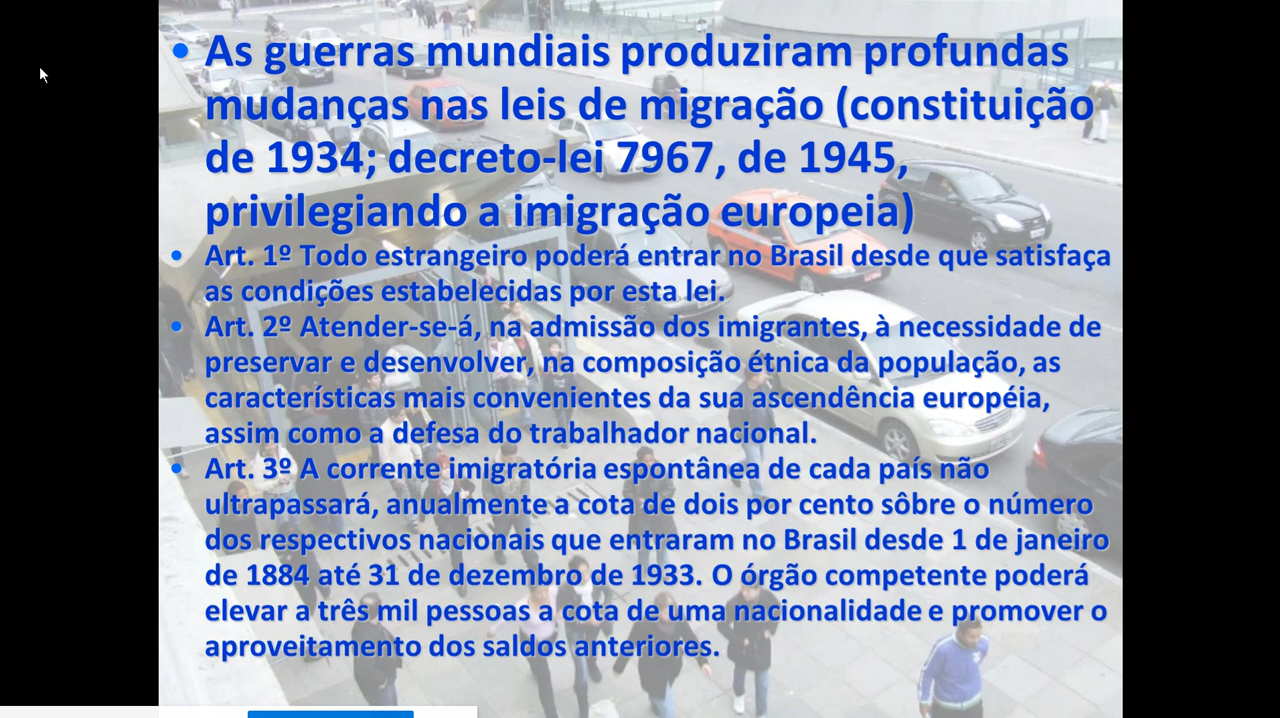 • As guerras mundiais produziram profundas
mudanças nas leis de migração (constituição
de 1934; decreto-lei 7967, de 1945,
privilegiando a imigração europeia)
• Art. 1º Todo estrangeiro poderá entrar no Brasil desde que satisfaça
as condições estabelecidas por esta lei.
• Art. 2º Atender-se-á, na admissão dos imigrantes, à necessidade de
preservar e desenvolver, na composição étnica da população, as
características mais convenientes da sua ascendência européia,
assim como a defesa do trabalhador nacional.
• Art. 3º A corrente imigratória espontânea de cada país não
ultrapassará, anualmente a cota de dois por cento sôbre o número
dos respectivos nacionais que entraram no Brasil desde 1 de janeiro
de 1884 até 31 de dezembro de 1933. O órgão competente poderá
elevar a três mil pessoas a cota de uma nacionalidade e promover o
aproveitamento dos saldos anteriores.